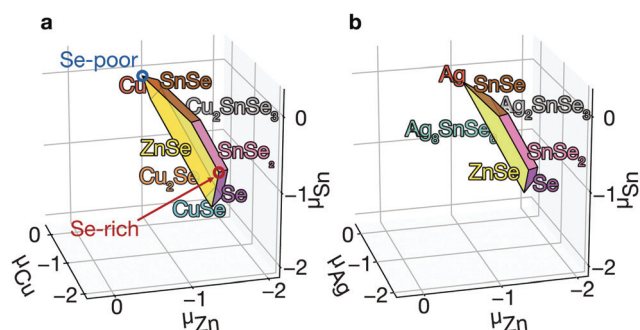 a
Se-poor
Cu
SnSe
Cu₂SnSe₃
ZnSe
SnSe₂
Cu₂Se
Se
CuSe
Se-rich
0
−1
−2
μSn
0
−1
−2
μCu
0
−1
−2
μZn
b
Ag
SnSe
Ag₂SnSe₃
Ag₈SnSe₆
SnSe₂
ZnSe
Se
0
−1
−2
μSn
0
−1
−2
μAg
0
−1
−2
μZn